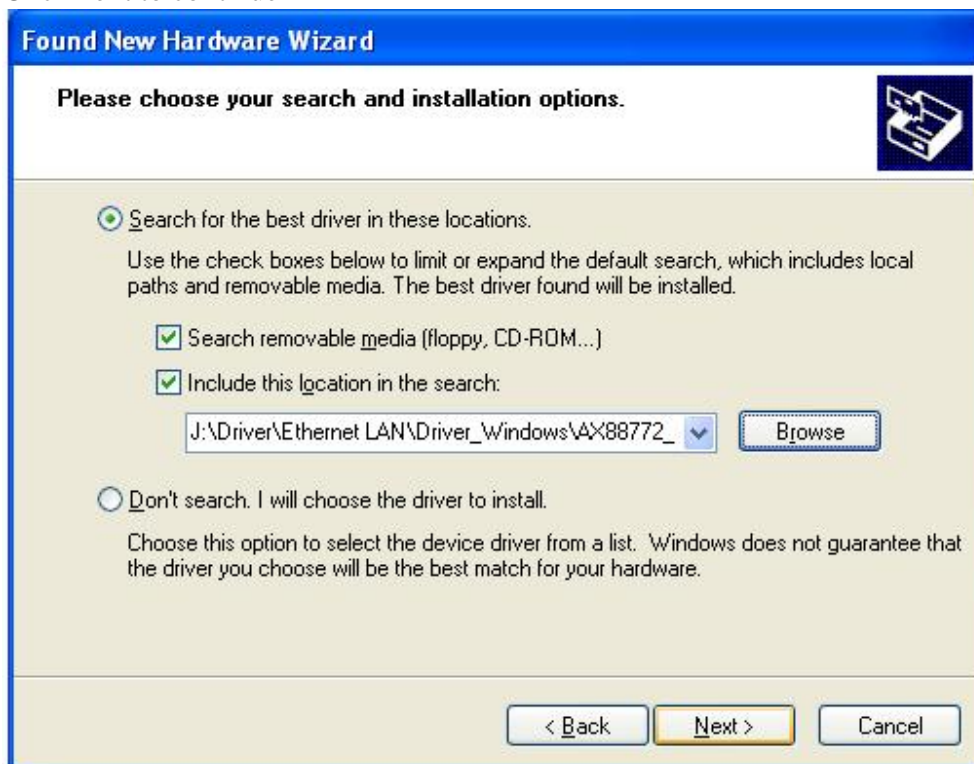 Found New Hardware Wizard
Please choose your search and installation options.
Search for the best driver in these locations.
Use the check boxes below to limit or expand the default search, which includes local
paths and removable media. The best driver found will be installed.
Search removable media (floppy, CD-ROM...)
Include this location in the search:
J:\Driver\Ethernet LAN\Driver_Windows\AX88772_
Browse
Don't search. I will choose the driver to install.
Choose this option to select the device driver from a list. Windows does not guarantee that
the driver you choose will be the best match for your hardware.
< Back Next > Cancel